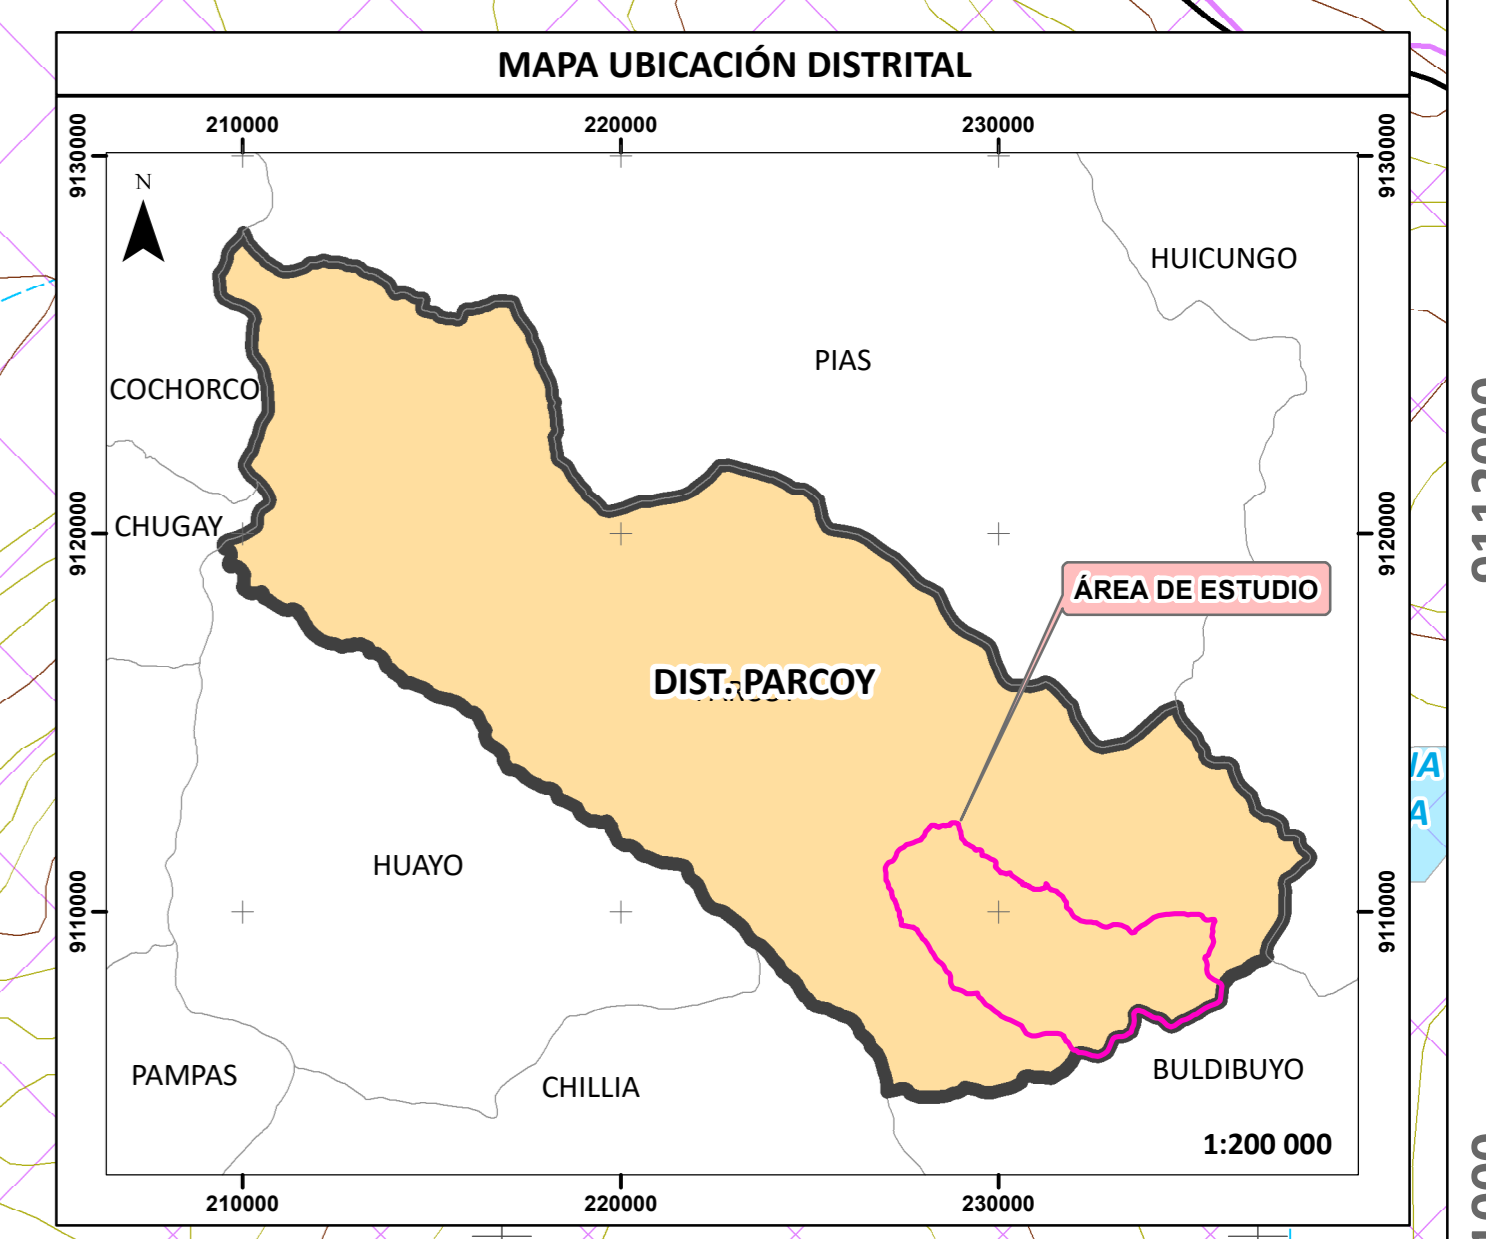 MAPA UBICACIÓN DISTRITAL
210000
220000
230000
9130000
9130000
N
HUICUNGO
PIAS
COCHORCO
CHUGAY
9120000
9120000
ÁREA DE ESTUDIO
DIST. PARCOY
HUAYO
9110000
9110000
PAMPAS
CHILLIA
BULDIBUYO
1:200 000
210000
220000
230000